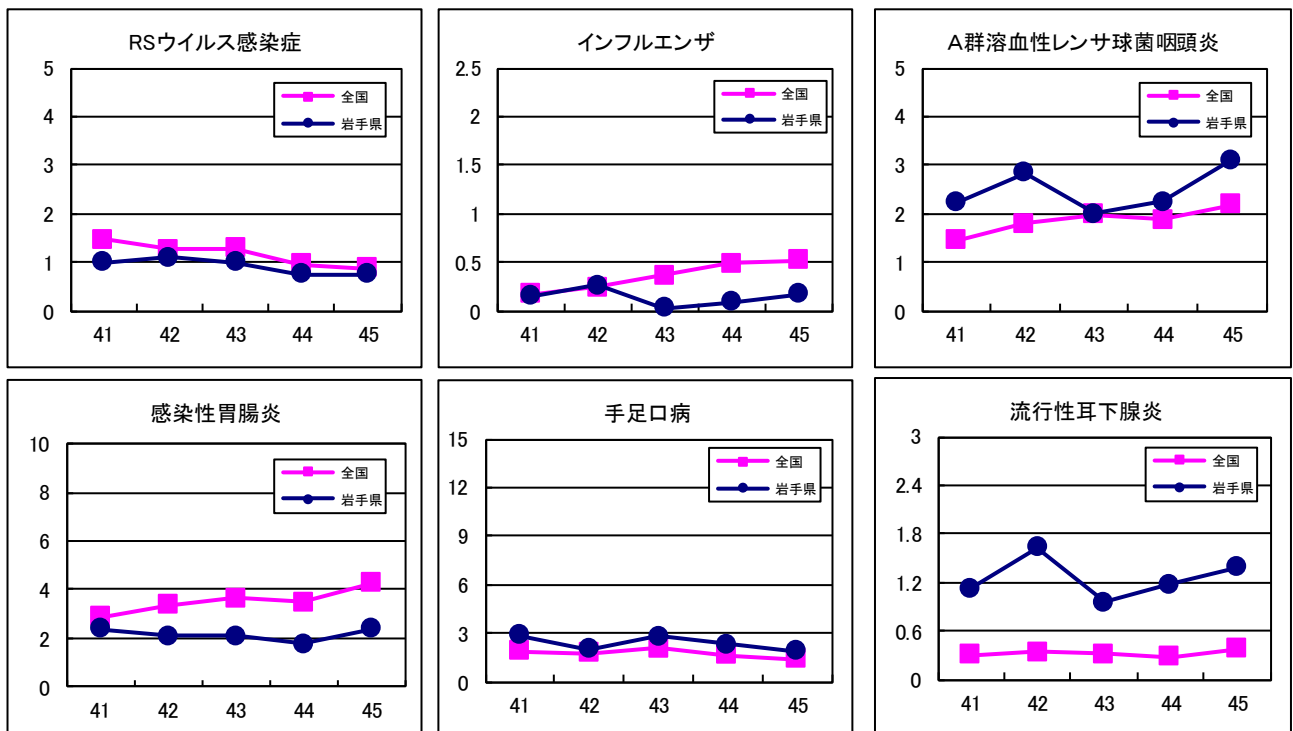 RSウイルス感染症
5
4
3
2
1
0
全国
岩手県
41 42 43 44 45
インフルエンザ
2.5
2
1.5
1
0.5
0
全国
岩手県
41 42 43 44 45
A群溶血性レンサ球菌咽頭炎
5
4
3
2
1
0
全国
岩手県
41 42 43 44 45
感染性胃腸炎
10
8
6
4
2
0
全国
岩手県
41 42 43 44 45
手足口病
15
12
9
6
3
0
全国
岩手県
41 42 43 44 45
流行性耳下腺炎
3
2.4
1.8
1.2
0.6
0
全国
岩手県
41 42 43 44 45